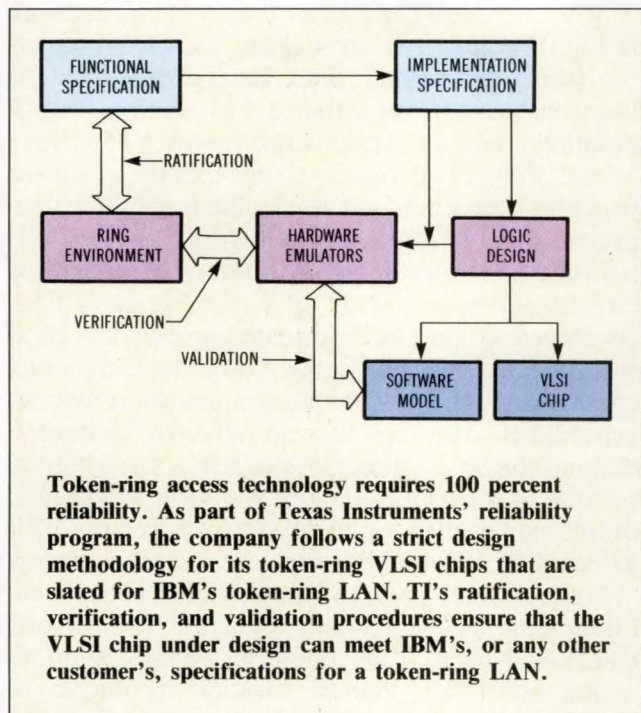 FUNCTIONAL
SPECIFICATION
IMPLEMENTATION
SPECIFICATION
RATIFICATION
RING
ENVIRONMENT
HARDWARE
EMULATORS
LOGIC
DESIGN
VERIFICATION
VALIDATION
SOFTWARE
MODEL
VLSI
CHIP
Token-ring access technology requires 100 percent
reliability. As part of Texas Instruments' reliability
program, the company follows a strict design
methodology for its token-ring VLSI chips that are
slated for IBM's token-ring LAN. TI's ratification,
verification, and validation procedures ensure that the
VLSI chip under design can meet IBM's, or any other
customer's, specifications for a token-ring LAN.